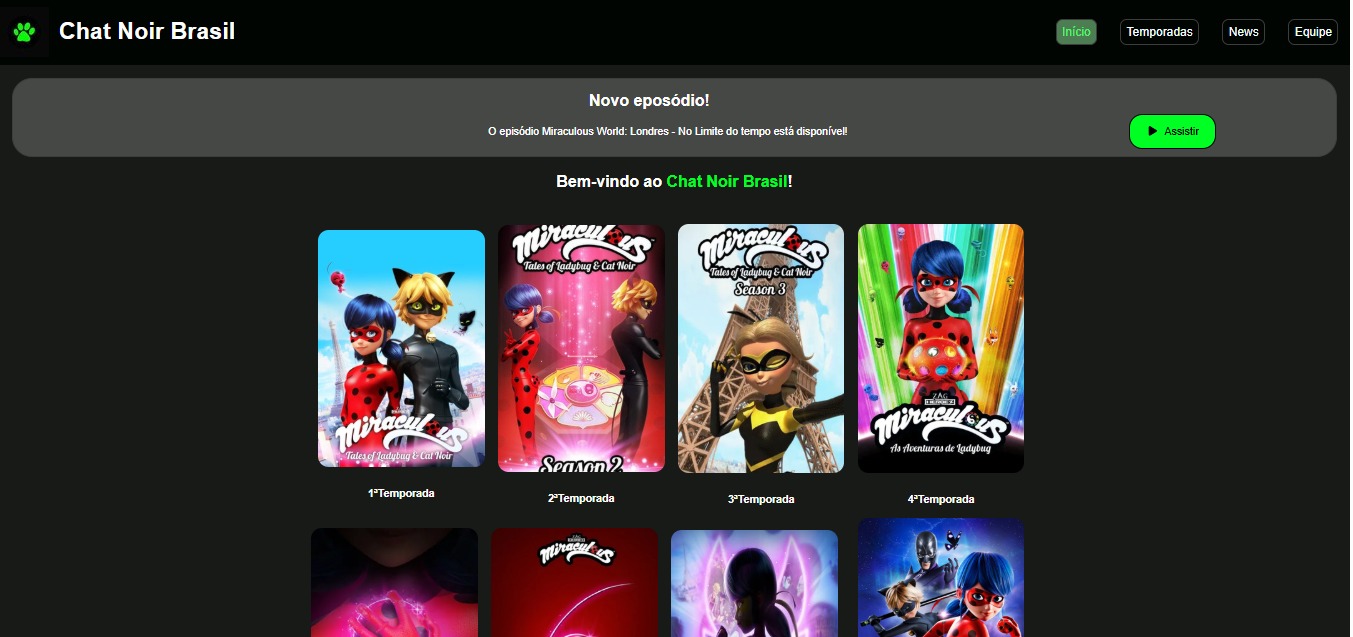 Chat Noir Brasil
Início
Temporadas
News
Equipe
Novo eposódio!
O episódio Miraculous World: Londres - No Limite do tempo está disponível!
Assistir
Bem-vindo ao Chat Noir Brasil!
Miraculous
Tales of Ladybug & Cat Noir
1ªTemporada
Miraculous
Tales of Ladybug & Cat Noir
Season 2
2ªTemporada
Miraculous
Tales of Ladybug & Cat Noir
Season 3
3ªTemporada
ZAG
Miraculous
As Aventuras de Ladybug
4ªTemporada
Miraculous